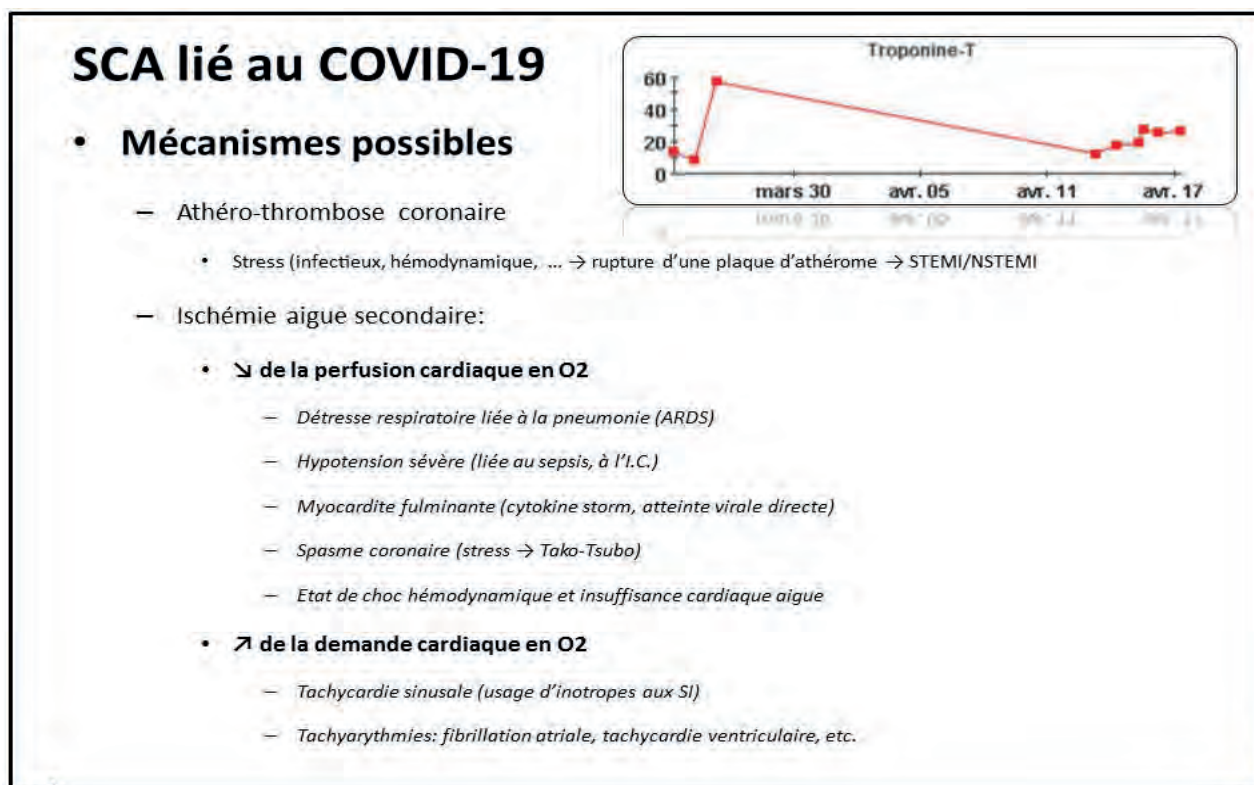 SCA lié au COVID-19
Troponine-T
60
40
20
0
mars 30 avr. 05 avr. 11 avr. 17
• Mécanismes possibles
– Athéro-thrombose coronaire
• Stress (infectieux, hémodynamique, ... → rupture d'une plaque d'athérome → STEMI/NSTEMI
– Ischémie aigue secondaire:
• ↘ de la perfusion cardiaque en O2
– Détresse respiratoire liée à la pneumonie (ARDS)
– Hypotension sévère (liée au sepsis, à l'I.C.)
– Myocardite fulminante (cytokine storm, atteinte virale directe)
– Spasme coronaire (stress → Tako-Tsubo)
– Etat de choc hémodynamique et insuffisance cardiaque aigue
• ↗ de la demande cardiaque en O2
– Tachycardie sinusale (usage d'inotropes aux SI)
– Tachyarythmies: fibrillation atriale, tachycardie ventriculaire, etc.